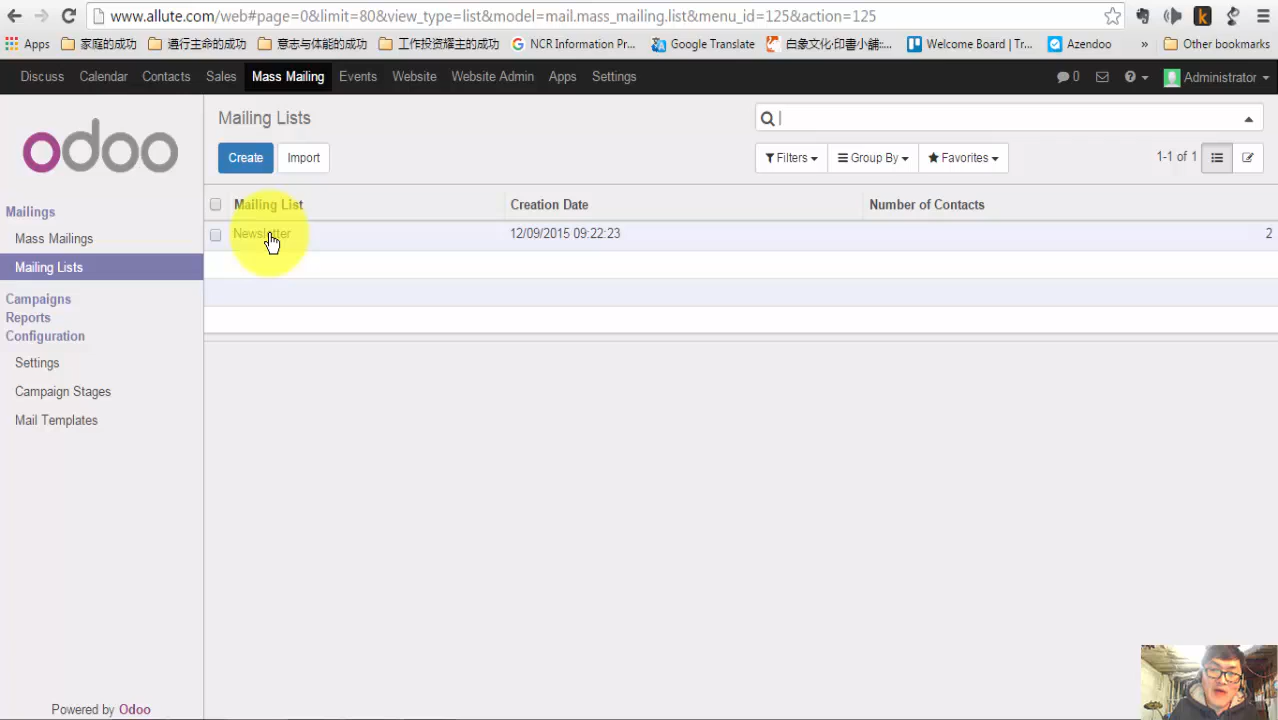 www.allute.com/web#page=0&limit=80&view_type=list&model=mail.mass_mailing.list&menu_id=125&action=125
Apps 家庭的成功 通行生命的成功 意志与体能的成功 工作投资雇主的成功 NCR Information Pr... Google Translate 白象文化·印書小舖:... Welcome Board | Tr... Azendoo » Other bookmarks
Discuss Calendar Contacts Sales Mass Mailing Events Website Website Admin Apps Settings 0 Administrator
odoo
Mailings
Mass Mailings
Mailing Lists
Campaigns
Reports
Configuration
Settings
Campaign Stages
Mail Templates
Powered by Odoo
Mailing Lists
Create Import Filters Group By Favorites 1-1 of 1
Mailing List Creation Date Number of Contacts
Newsletter 12/09/2015 09:22:23 2